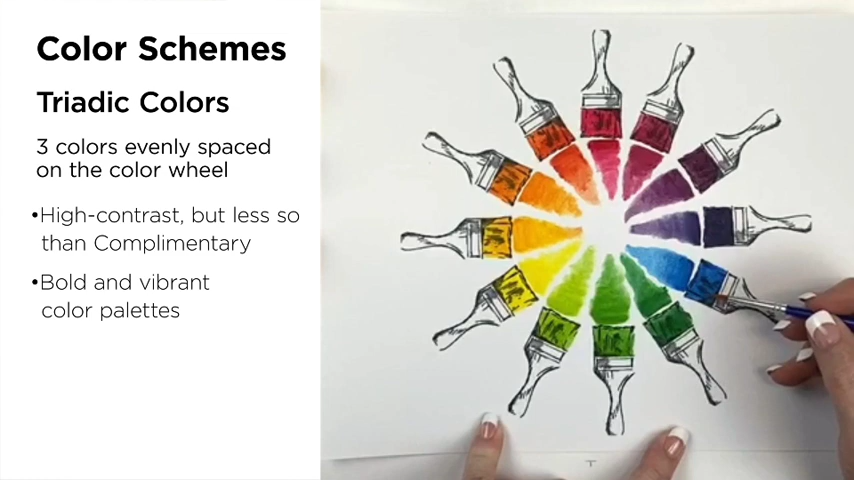 Color Schemes
Triadic Colors
3 colors evenly spaced
on the color wheel
•High-contrast, but less so
than Complimentary
•Bold and vibrant
color palettes